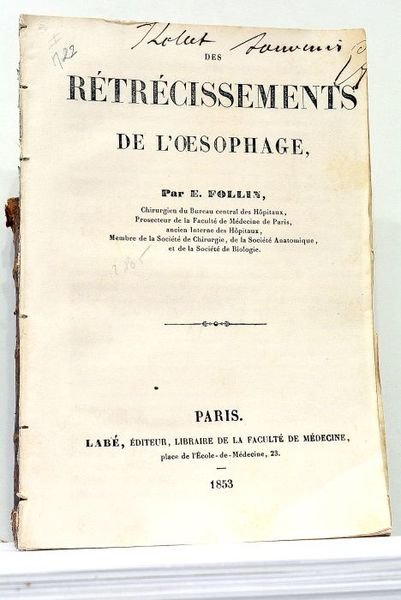 souvenir
722
DES
RÉTRÉCISSEMENTS
DE L'ŒSOPHAGE,
Par E. FOLLIN,
Chirurgien du Bureau central des Hôpitaux,
Prosecteur de la Faculté de Médecine de Paris,
ancien Interne des Hôpitaux,
Membre de la Société de Chirurgie, de la Société Anatomique,
et de la Société de Biologie.
PARIS.
LABÉ, ÉDITEUR, LIBRAIRE DE LA FACULTÉ DE MÉDECINE,
place de l'École-de-Médecine, 23.
1853